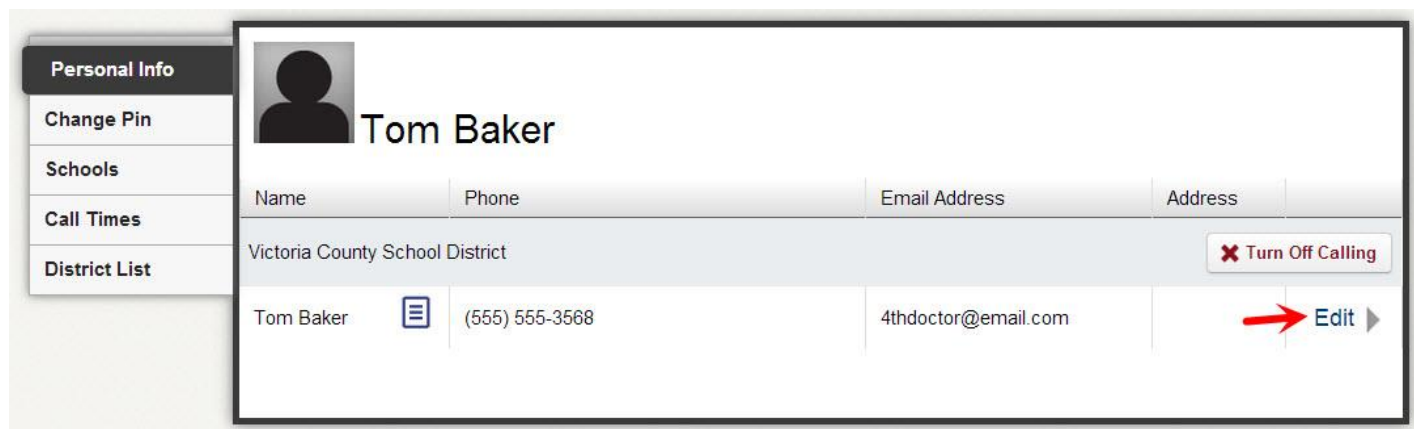 Personal Info
Change Pin
Schools
Call Times
District List
Tom Baker
Name Phone Email Address Address
Victoria County School District Turn Off Calling
Tom Baker (555) 555-3568 4thdoctor@email.com Edit